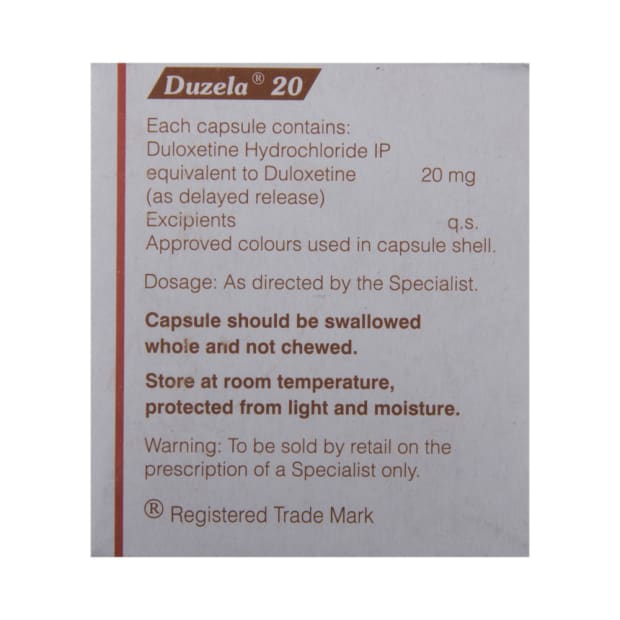 Duzela® 20
Each capsule contains:
Duloxetine Hydrochloride IP
equivalent to Duloxetine 20 mg
(as delayed release)
Excipients q.s.
Approved colours used in capsule shell.
Dosage: As directed by the Specialist.
Capsule should be swallowed
whole and not chewed.
Store at room temperature,
protected from light and moisture.
Warning: To be sold by retail on the
prescription of a Specialist only.
® Registered Trade Mark